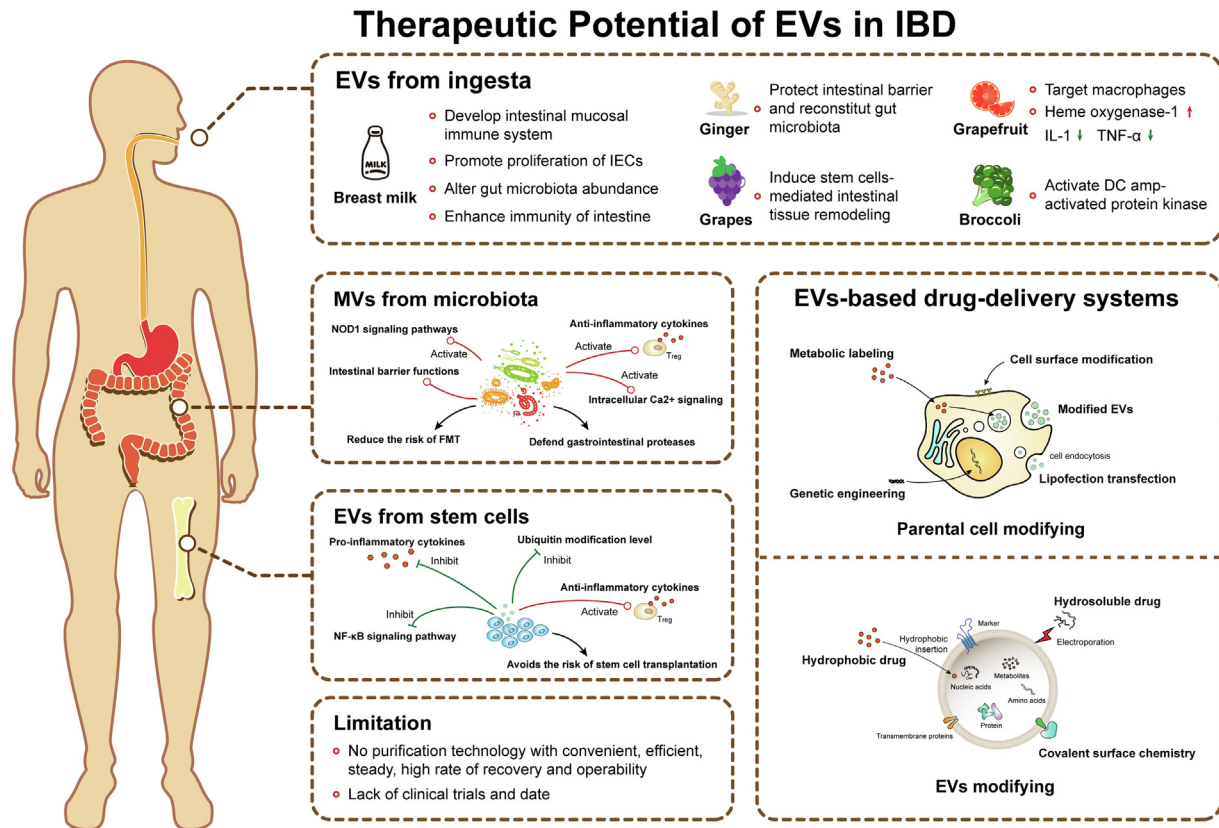 Therapeutic Potential of EVs in IBD
EVs from ingesta
MILK
Breast milk
Develop intestinal mucosal
immune system
Promote proliferation of IECs
Alter gut microbiota abundance
Enhance immunity of intestine
Ginger
Protect intestinal barrier
and reconstitut gut
microbiota
Grapes
Induce stem cells-
mediated intestinal
tissue remodeling
Grapefruit
Target macrophages
Heme oxygenase-1
IL-1 TNF-α
Broccoli
Activate DC amp-
activated protein kinase
MVs from microbiota
NOD1 signaling pathways
Activate
Intestinal barrier functions
Anti-inflammatory cytokines
Activate
Treg
Activate
Intracellular Ca2+ signaling
Reduce the risk of FMT
Defend gastrointestinal proteases
EVs from stem cells
Pro-inflammatory cytokines
Inhibit
Ubiquitin modification level
Inhibit
Anti-inflammatory cytokines
Activate
Treg
Inhibit
NF-κB signaling pathway
Avoids the risk of stem cell transplantation
Limitation
No purification technology with convenient, efficient,
steady, high rate of recovery and operability
Lack of clinical trials and date
EVs-based drug-delivery systems
Metabolic labeling
Cell surface modification
Modified EVs
cell endocytosis
Lipofection transfection
Genetic engineering
Parental cell modifying
Hydrosoluble drug
Marker
Electroporation
Hydrophobic
insertion
Hydrophobic drug
Nucleic acids
Metabolites
Amino acids
Protein
Transmembrane proteins
Covalent surface chemistry
EVs modifying